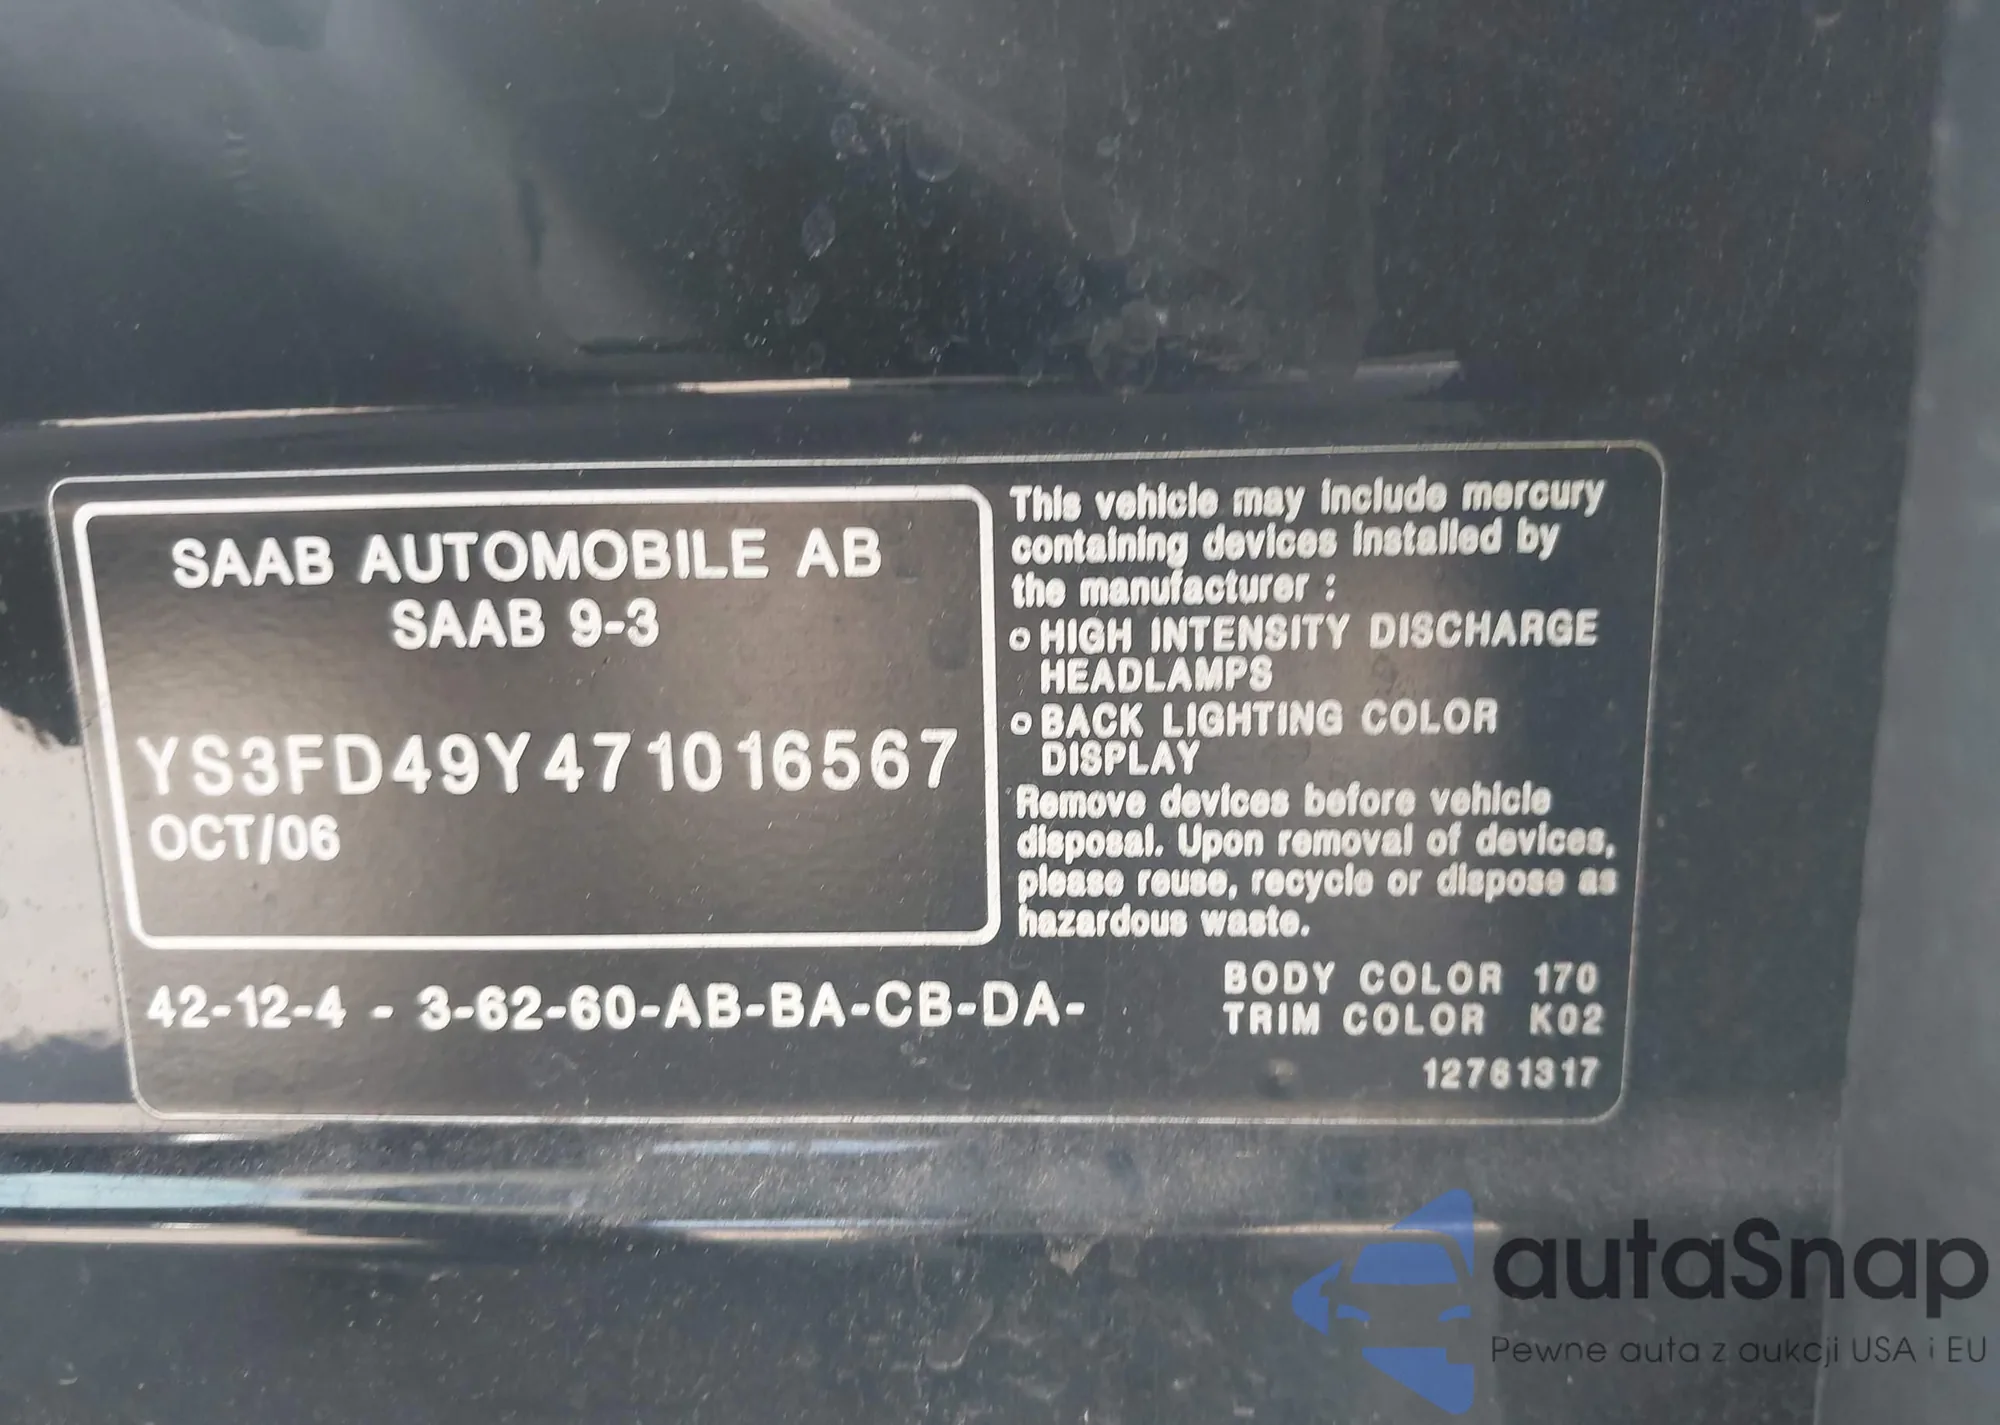 SAAB AUTOMOBILE AB
SAAB 9-3
YS3FD49Y471016567
OCT/06
42-12-4 - 3-62-60-AB-BA-CB-DA-
This vehicle may include mercury
containing devices installed by
the manufacturer :
o HIGH INTENSITY DISCHARGE
HEADLAMPS
o BACK LIGHTING COLOR
DISPLAY
Remove devices before vehicle
disposal. Upon removal of devices,
please reuse, recycle or dispose as
hazardous waste.
BODY COLOR 170
TRIM COLOR K02
12761317
autaSnap
Pewne auta z aukcji USA i EU